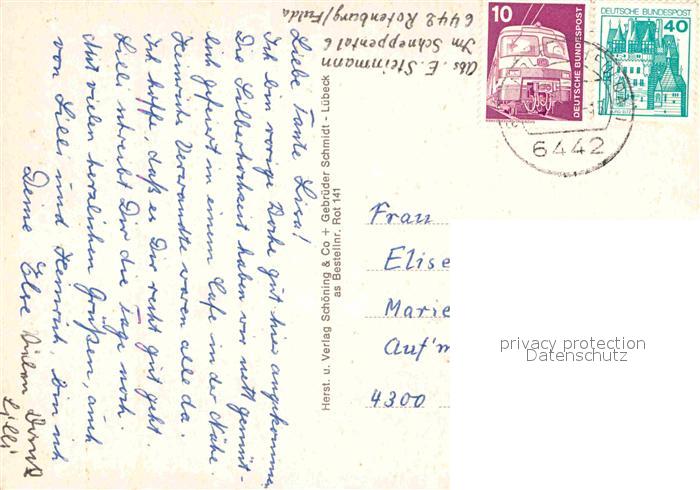 Abs. E. Steinmann
Im Schneppental 6
6442 Rotenburg/Fulda
Liebe Tante Lisa!
Ich bin vorige Woche gut hier angekommen
Die Silberhochzeit haben wir nett gemüt-
lich gefeiert in einem Cafe in der Nähe.
Heinrichs Verwandte waren alle da.
Ich hoffe, daß es Dir recht gut geht.
Lilli schreibt Dir die Tage noch.
Mit vielen herzlichen Grüßen, auch
von Lilli und Heinrich, bin ich
Deine Else Vielen Dank
Lilli
Herst. u. Verlag Schöning & Co + Gebrüder Schmidt - Lübeck
as Bestellnr. Rot 141
10
DEUTSCHE BUNDESPOST
DEUTSCHE BUNDESPOST
40
6442
Frau
Elise
Marie
Auf'm
4300
privacy protection
Datenschutz